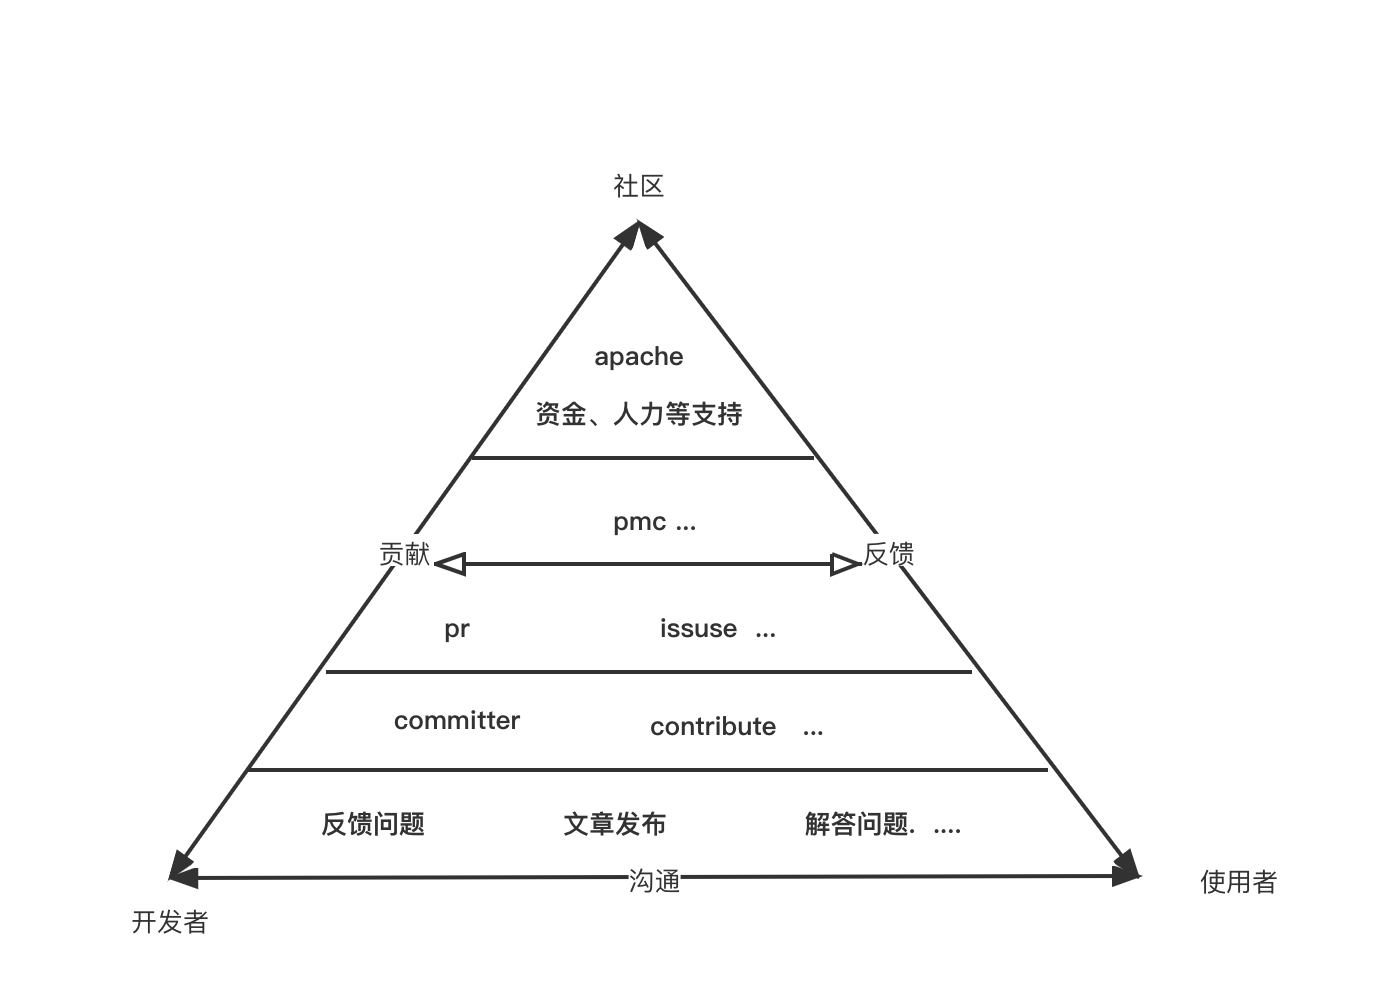 社区
apache
资金、人力等支持
pmc ...
贡献
反馈
pr
issuse ...
committer
contribute ...
反馈问题
文章发布
解答问题. ....
沟通
使用者
开发者